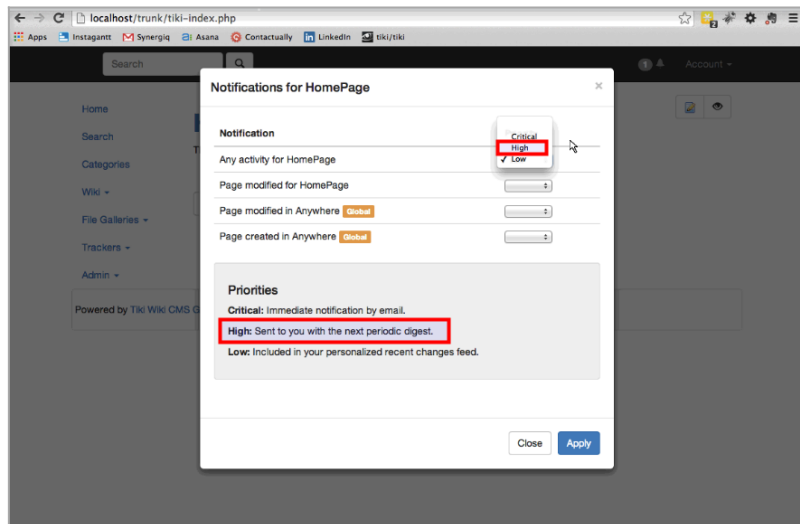 localhost/trunk/tiki-index.php
Apps Instagantt Synergiq Asana Contactually LinkedIn tiki/tiki
Search 1 Account
Notifications for HomePage ×
Home
Notification
Critical
Search
High
Any activity for HomePage ✓ Low
Categories
Page modified for HomePage
Wiki
Page modified in Anywhere Global
File Galleries
Page created in Anywhere Global
Trackers
Admin
Priorities
Powered by Tiki Wiki CMS G
Critical: Immediate notification by email.
High: Sent to you with the next periodic digest.
Low: Included in your personalized recent changes feed.
Close Apply